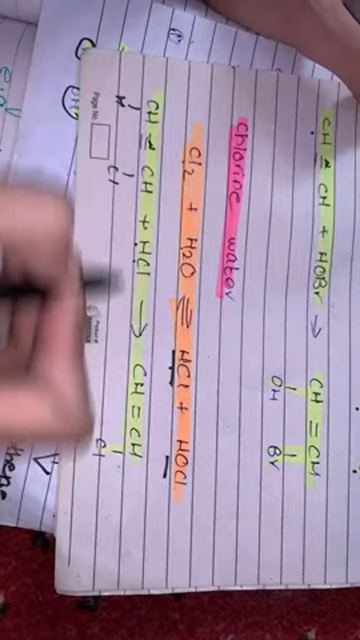 CH ≡ CH + HOBr → CH = CH
OH Br
chlorine water
Cl2 + H2O ⇌ HCl + HOCl
CH ≡ CH + HCl → CH = CH
H Cl Cl
Page No.